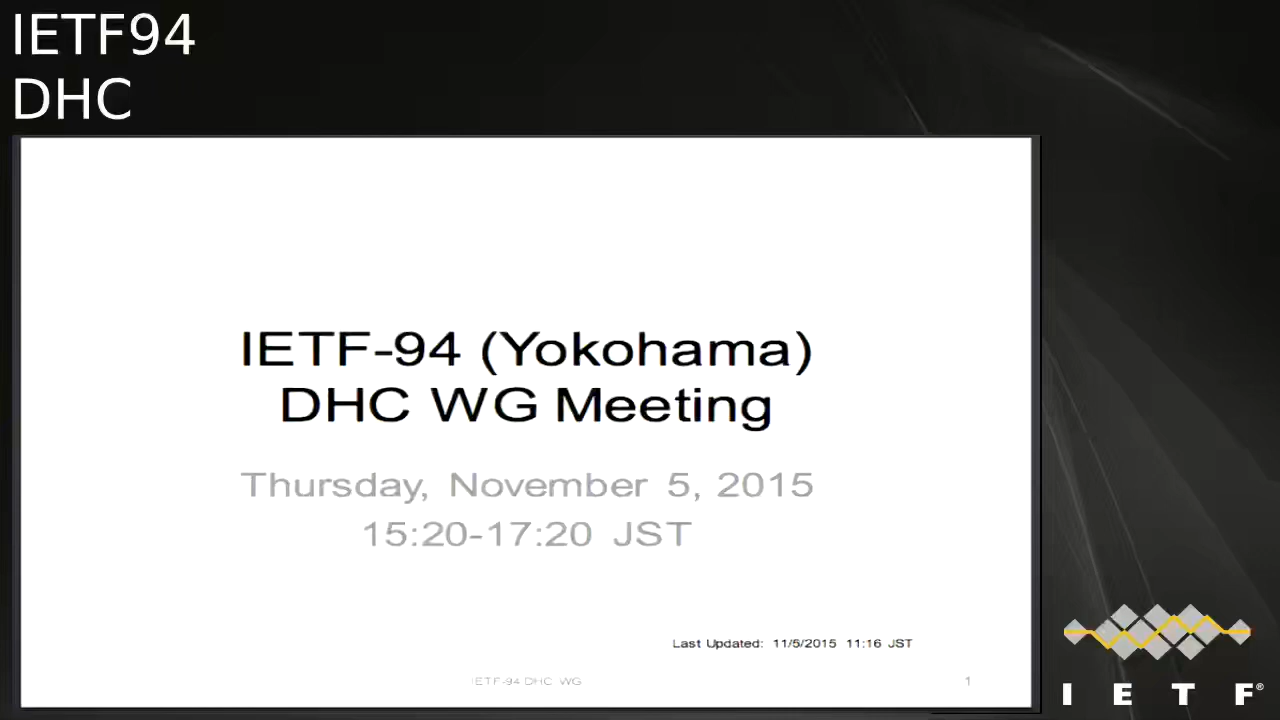 IETF94
DHC
IETF-94 (Yokohama)
DHC WG Meeting
Thursday, November 5, 2015
15:20-17:20 JST
Last Updated: 11/5/2015 11:16 JST
IETF-94 DHC WG
1
I E T F®